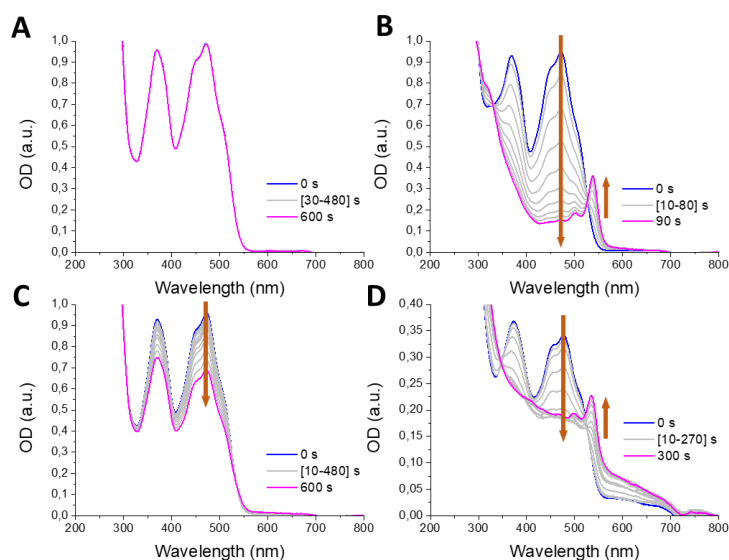 A
1,0
0,9
0,8
0,7
0,6
0,5
0,4
0,3
0,2
0,1
0,0
OD (a.u.)
0 s
[30-480] s
600 s
200 300 400 500 600 700 800
Wavelength (nm)
B
1,0
0,9
0,8
0,7
0,6
0,5
0,4
0,3
0,2
0,1
0,0
OD (a.u.)
0 s
[10-80] s
90 s
200 300 400 500 600 700 800
Wavelength (nm)
C
1,0
0,9
0,8
0,7
0,6
0,5
0,4
0,3
0,2
0,1
0,0
OD (a.u.)
0 s
[10-480] s
600 s
200 300 400 500 600 700 800
Wavelength (nm)
D
0,40
0,35
0,30
0,25
0,20
0,15
0,10
0,05
0,00
OD (a.u.)
0 s
[10-270] s
300 s
200 300 400 500 600 700 800
Wavelength (nm)